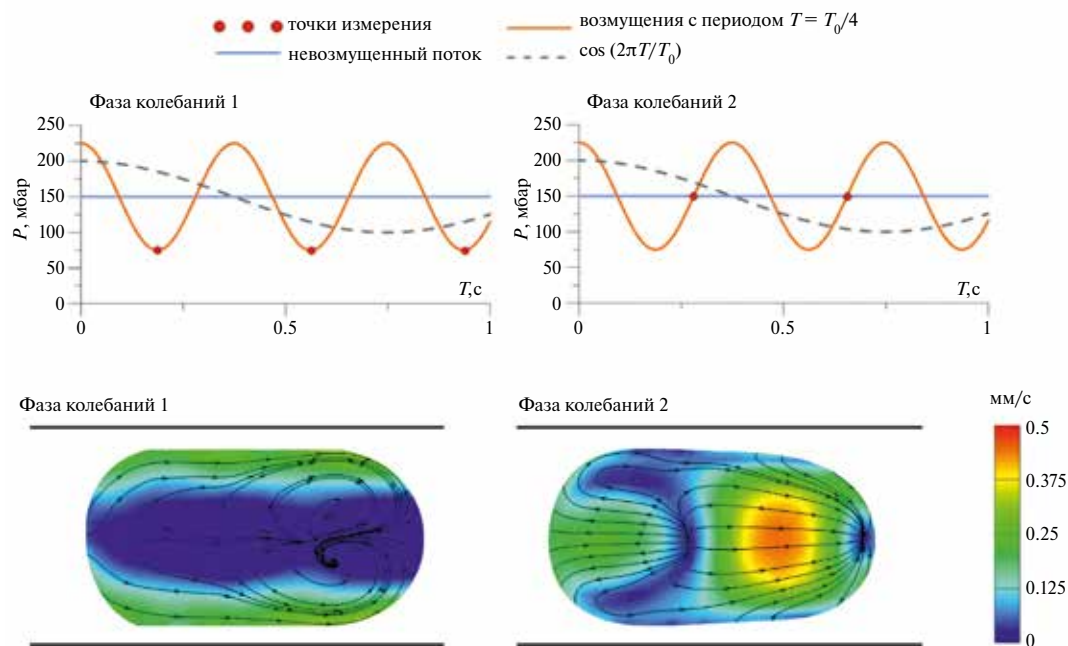 точки измерения
невозмущенный поток
возмущения с периодом T = T₀/4
cos (2πT/T₀)
Фаза колебаний 1
P, мбар
250
200
150
100
50
0
0
0.5
1
T,с
Фаза колебаний 2
P, мбар
250
200
150
100
50
0
0
0.5
1
T,с
Фаза колебаний 1
Фаза колебаний 2
мм/с
0.5
0.375
0.25
0.125
0